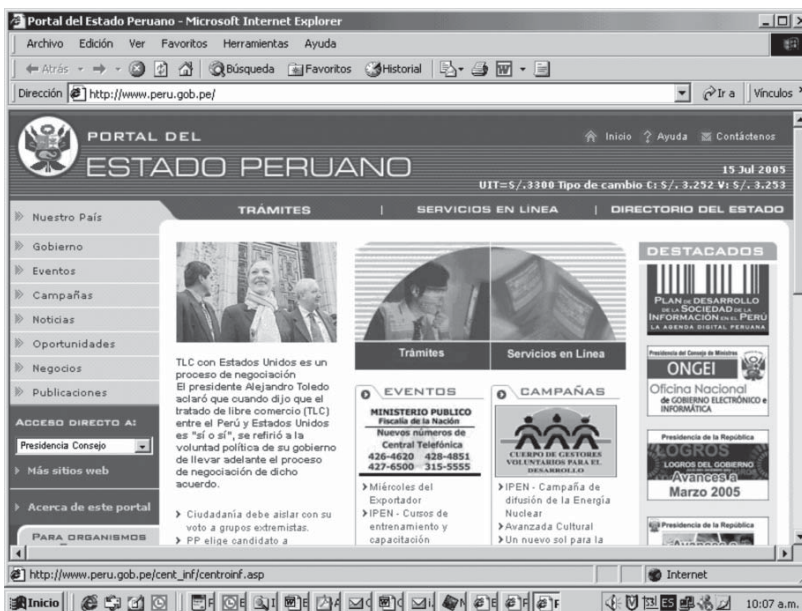 Portal del Estado Peruano - Microsoft Internet Explorer
Archivo Edición Ver Favoritos Herramientas Ayuda
Atrás Búsqueda Favoritos Historial
Dirección http://www.peru.gob.pe/ Ir a Vínculos
PORTAL DEL
ESTADO PERUANO
Inicio ? Ayuda Contáctenos
15 Jul 2005
UIT=S/.3300 Tipo de cambio C: S/. 3.252 V: S/. 3.253
TRÁMITES | SERVICIOS EN LÍNEA | DIRECTORIO DEL ESTADO
Nuestro País
Gobierno
Eventos
Campañas
Noticias
Oportunidades
Negocios
Publicaciones
ACCESO DIRECTO A:
Presidencia Consejo
Más sitios web
Acerca de este portal
PARA ORGANISMOS
TLC con Estados Unidos es un
proceso de negociación
El presidente Alejandro Toledo
aclaró que cuando dijo que el
tratado de libre comercio (TLC)
entre el Perú y Estados Unidos
es "sí o sí", se refirió a la
voluntad política de su gobierno
de llevar adelante el proceso
de negociación de dicho
acuerdo.
Ciudadanía debe aislar con su
voto a grupos extremistas.
PP elige candidato a
Trámites
Servicios en Línea
EVENTOS
MINISTERIO PUBLICO
Fiscalía de la Nación
Nuevos números de
Central Telefónica
426-4620 428-4851
427-6500 315-5555
Miércoles del
Exportador
IPEN - Cursos de
entrenamiento y
capacitación
CAMPAÑAS
CUERPO DE GESTORES
VOLUNTARIOS PARA EL
DESARROLLO
IPEN - Campaña de
difusión de la Energía
Nuclear
Avanzada Cultural
Un nuevo sol para la
DESTACADOS
PLAN DE DESARROLLO
DE LA SOCIEDAD DE LA
INFORMACIÓN EN EL PERÚ
LA AGENDA DIGITAL PERUANA
Presidencia del Consejo de Ministros
ONGEI
Oficina Nacional
de GOBIERNO ELECTRÓNICO e
INFORMÁTICA
Presidencia de la República
LOGROS
LOGROS DEL GOBIERNO
Avances a
Marzo 2005
Presidencia de la República
http://www.peru.gob.pe/cent_inf/centroinf.asp
Internet
Inicio
ES
10:07 a.m.